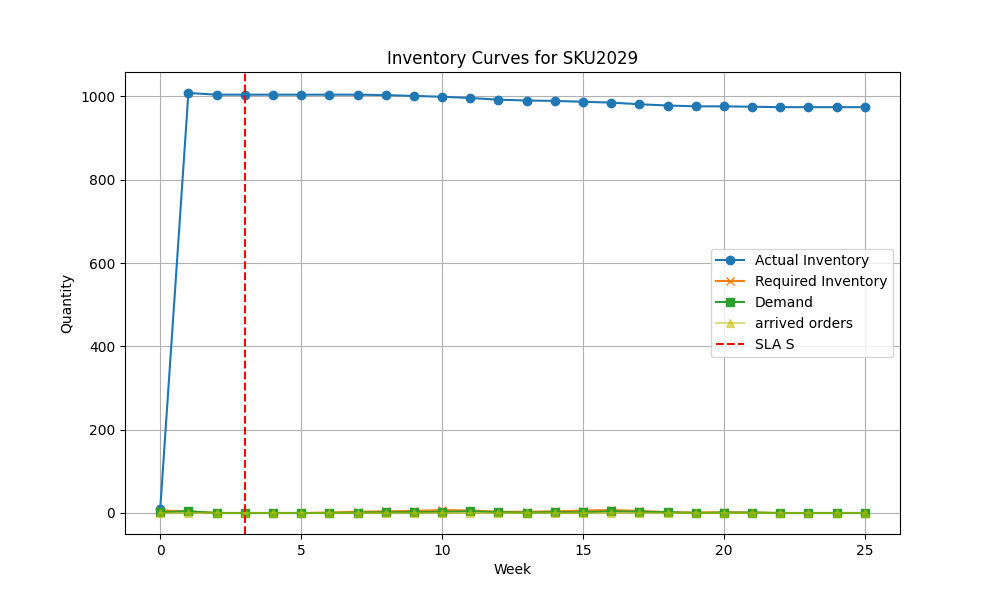 Inventory Curves for SKU2029
1000
800
600
400
200
0
Quantity
Actual Inventory
Required Inventory
Demand
arrived orders
SLA S
0 5 10 15 20 25
Week